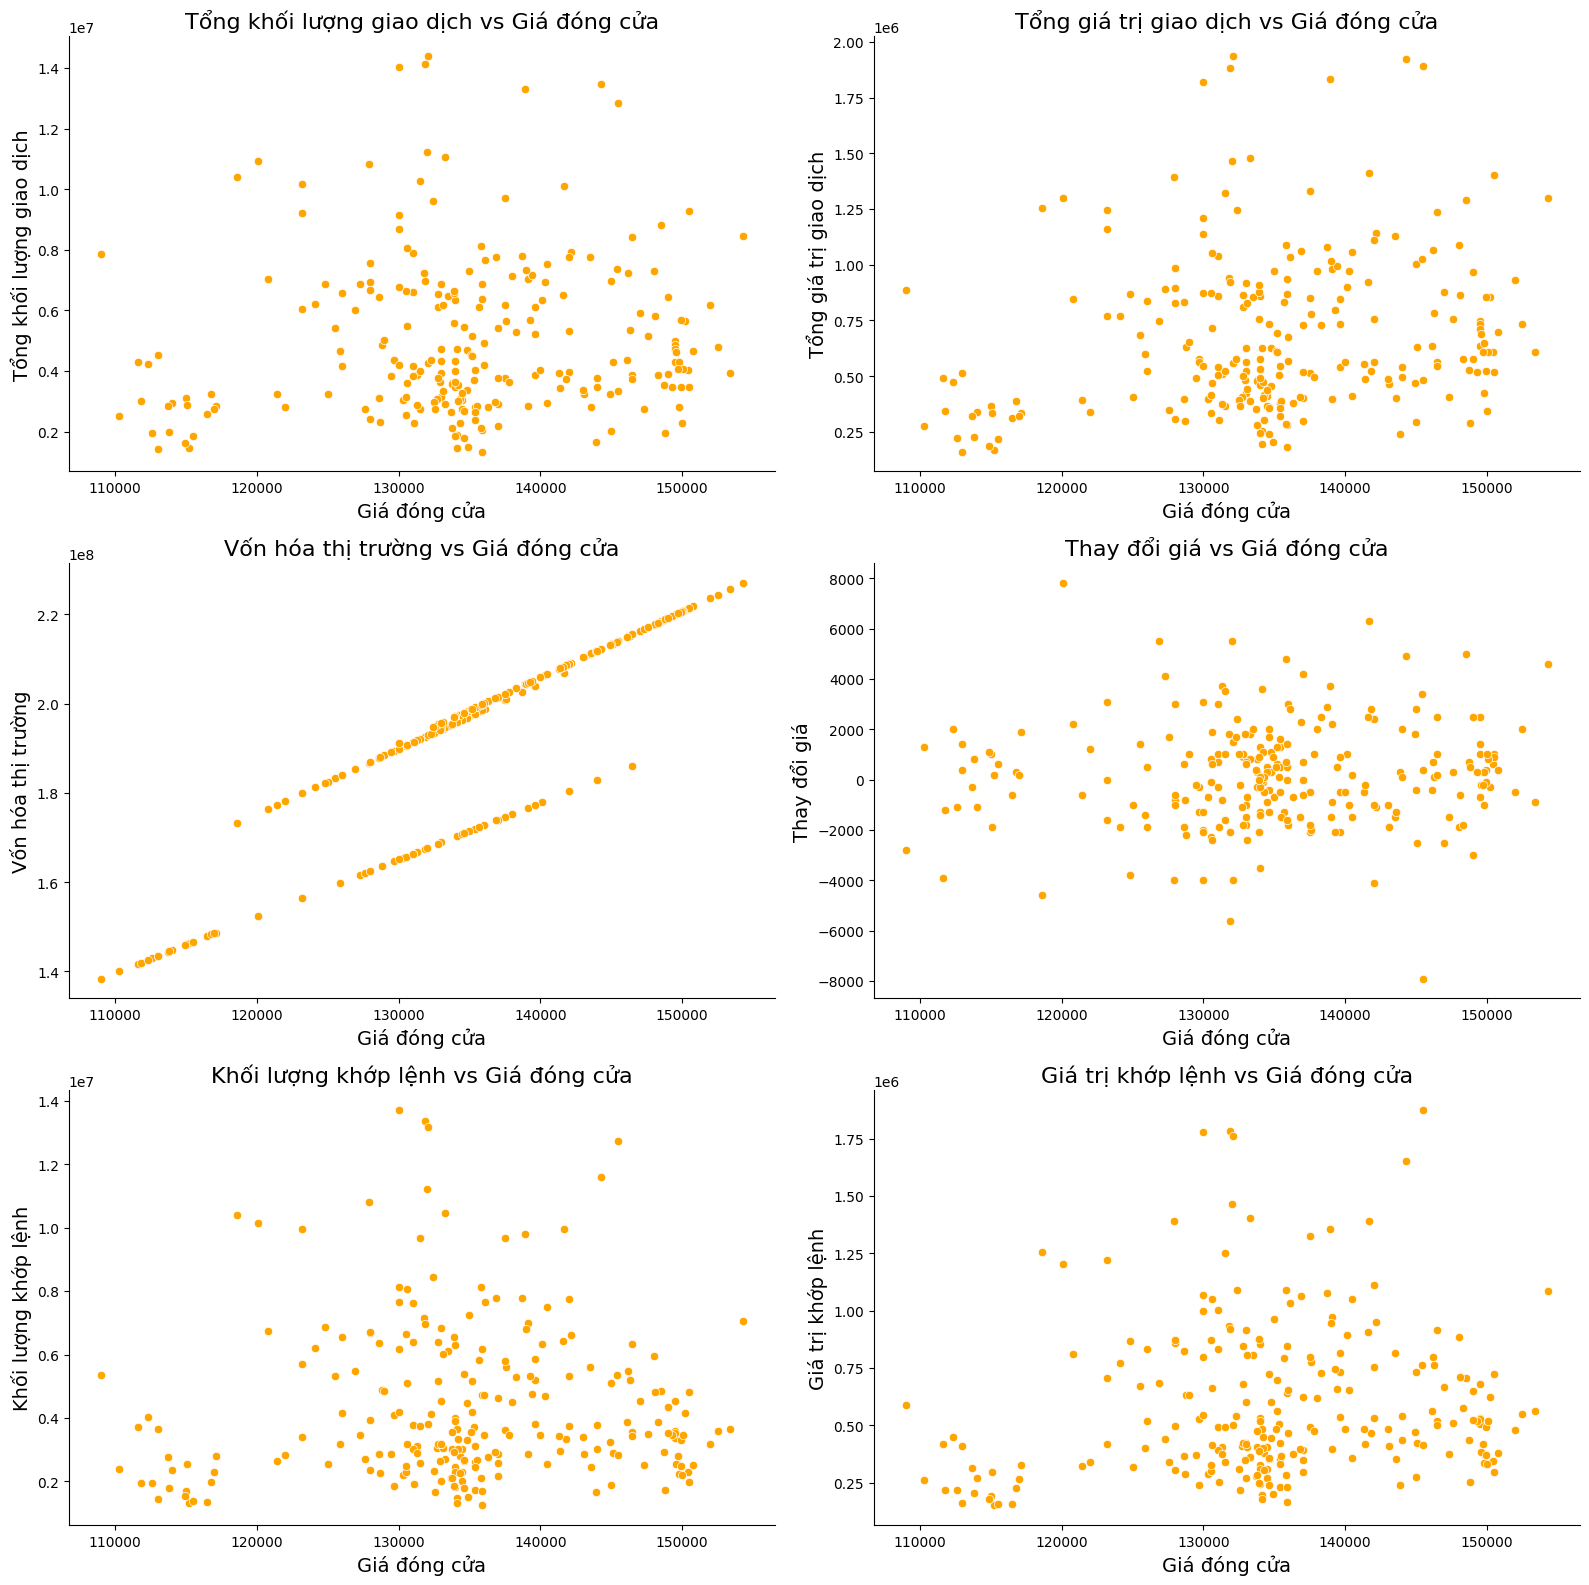 Tổng khối lượng giao dịch vs Giá đóng cửa
1e7
1.4
1.2
1.0
0.8
0.6
0.4
0.2
Tổng khối lượng giao dịch
110000 120000 130000 140000 150000
Giá đóng cửa
Tổng giá trị giao dịch vs Giá đóng cửa
1e6
2.00
1.75
1.50
1.25
1.00
0.75
0.50
0.25
Tổng giá trị giao dịch
110000 120000 130000 140000 150000
Giá đóng cửa
Vốn hóa thị trường vs Giá đóng cửa
1e8
2.2
2.0
1.8
1.6
1.4
Vốn hóa thị trường
110000 120000 130000 140000 150000
Giá đóng cửa
Thay đổi giá vs Giá đóng cửa
8000
6000
4000
2000
0
−2000
−4000
−6000
−8000
Thay đổi giá
110000 120000 130000 140000 150000
Giá đóng cửa
Khối lượng khớp lệnh vs Giá đóng cửa
1e7
1.4
1.2
1.0
0.8
0.6
0.4
0.2
Khối lượng khớp lệnh
110000 120000 130000 140000 150000
Giá đóng cửa
Giá trị khớp lệnh vs Giá đóng cửa
1e6
1.75
1.50
1.25
1.00
0.75
0.50
0.25
Giá trị khớp lệnh
110000 120000 130000 140000 150000
Giá đóng cửa